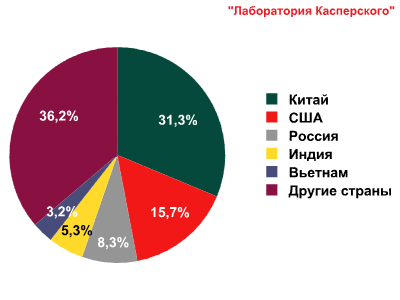 "Лаборатория Касперского"
36,2%
31,3%
3,2%
5,3%
8,3%
15,7%
Китай
США
Россия
Индия
Вьетнам
Другие страны